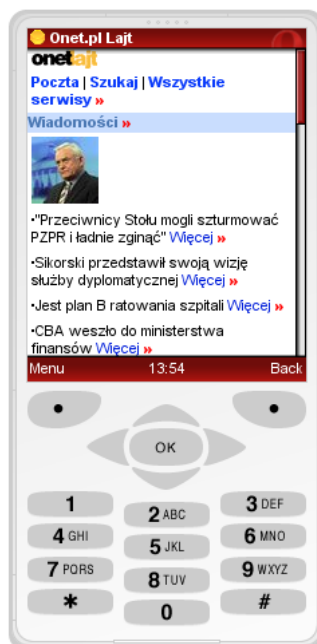 Onet.pl Lajt
onetlajt
Poczta | Szukaj | Wszystkie
serwisy »
Wiadomości »
•"Przeciwnicy Stołu mogli szturmować
PZPR i ładnie zginąć" Więcej »
•Sikorski przedstawił swoją wizję
służby dyplomatycznej Więcej »
•Jest plan B ratowania szpitali Więcej »
•CBA weszło do ministerstwa
finansów Więcej »
Menu 13:54 Back
OK
1 2 ABC 3 DEF
4 GHI 5 JKL 6 MNO
7 PQRS 8 TUV 9 WXYZ
* 0 #